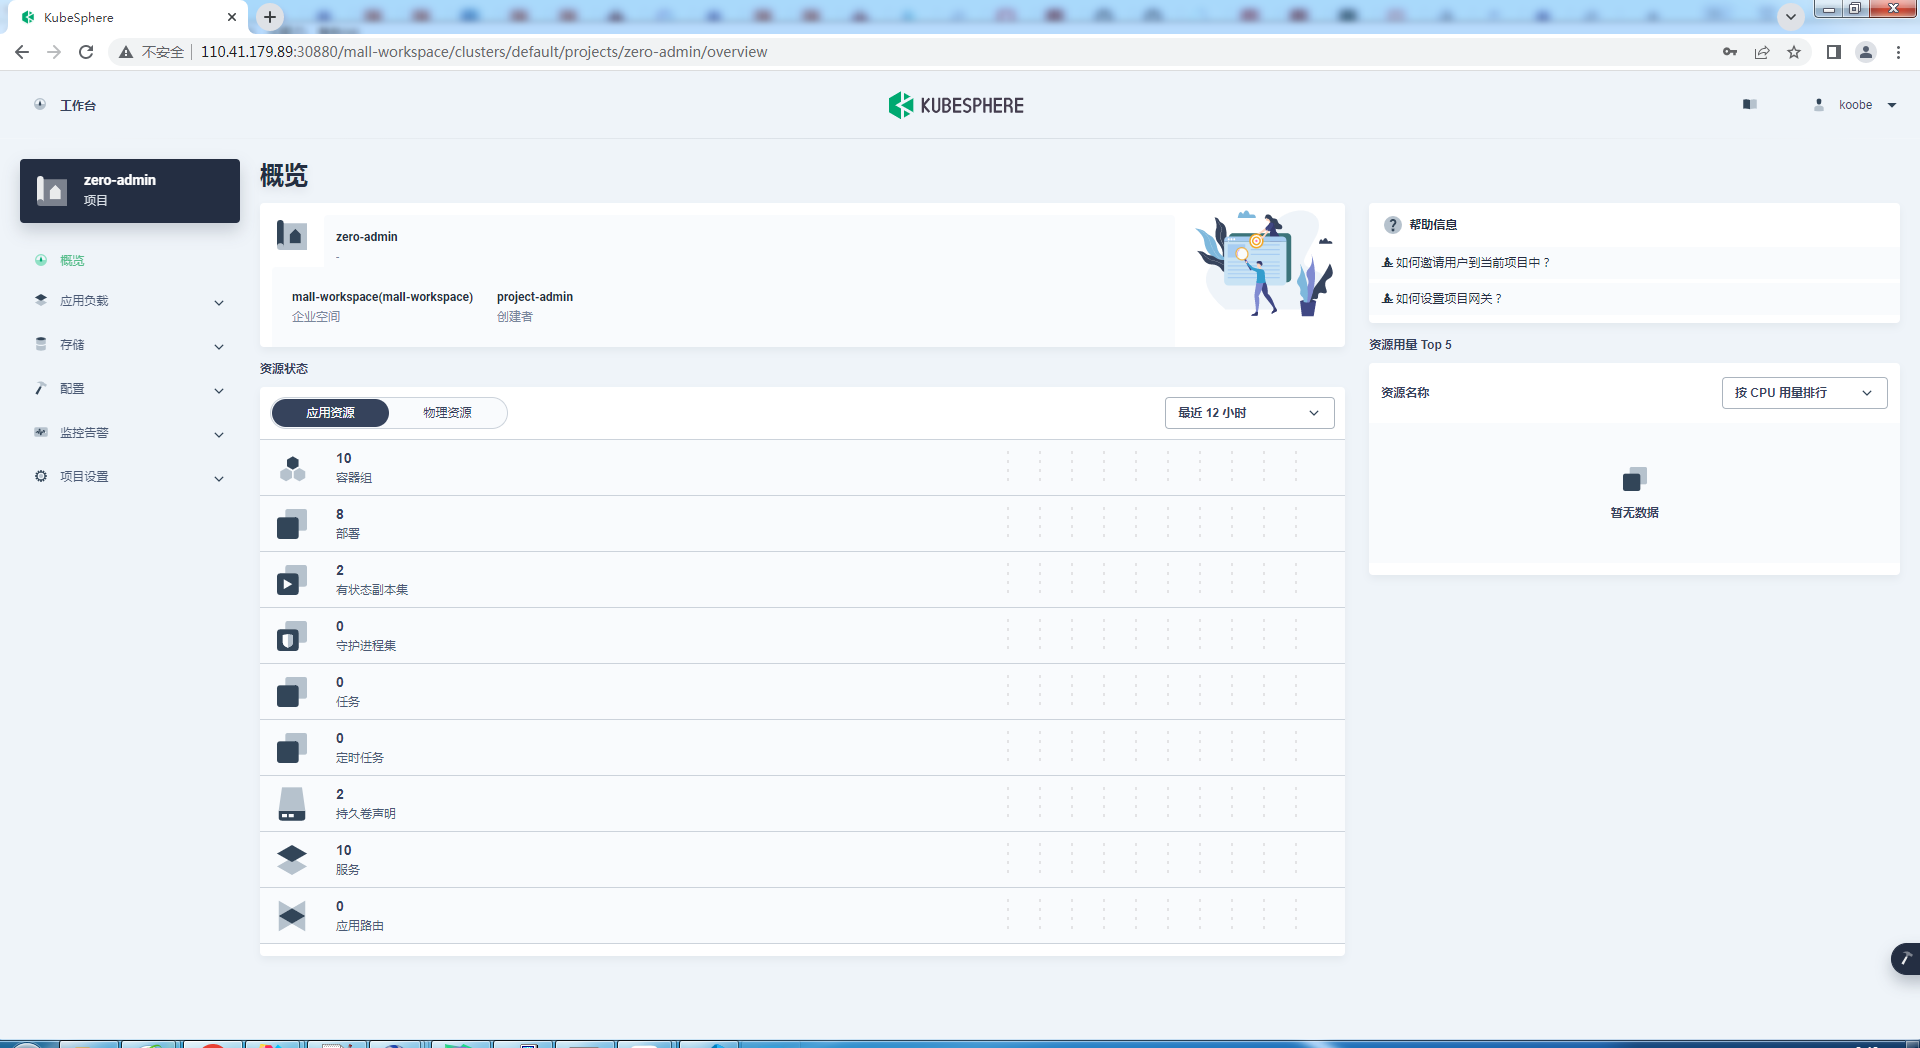 KubeSphere
不安全
110.41.179.89:30880/mall-workspace/clusters/default/projects/zero-admin/overview
工作台
KUBESPHERE
koobe
zero-admin
项目
概览
应用负载
存储
配置
监控告警
项目设置
概览
zero-admin
-
mall-workspace(mall-workspace)
企业空间
project-admin
创建者
资源状态
应用资源
物理资源
最近 12 小时
10
容器组
8
部署
2
有状态副本集
0
守护进程集
0
任务
0
定时任务
2
持久卷声明
10
服务
0
应用路由
帮助信息
如何邀请用户到当前项目中？
如何设置项目网关？
资源用量 Top 5
资源名称
按 CPU 用量排行
暂无数据